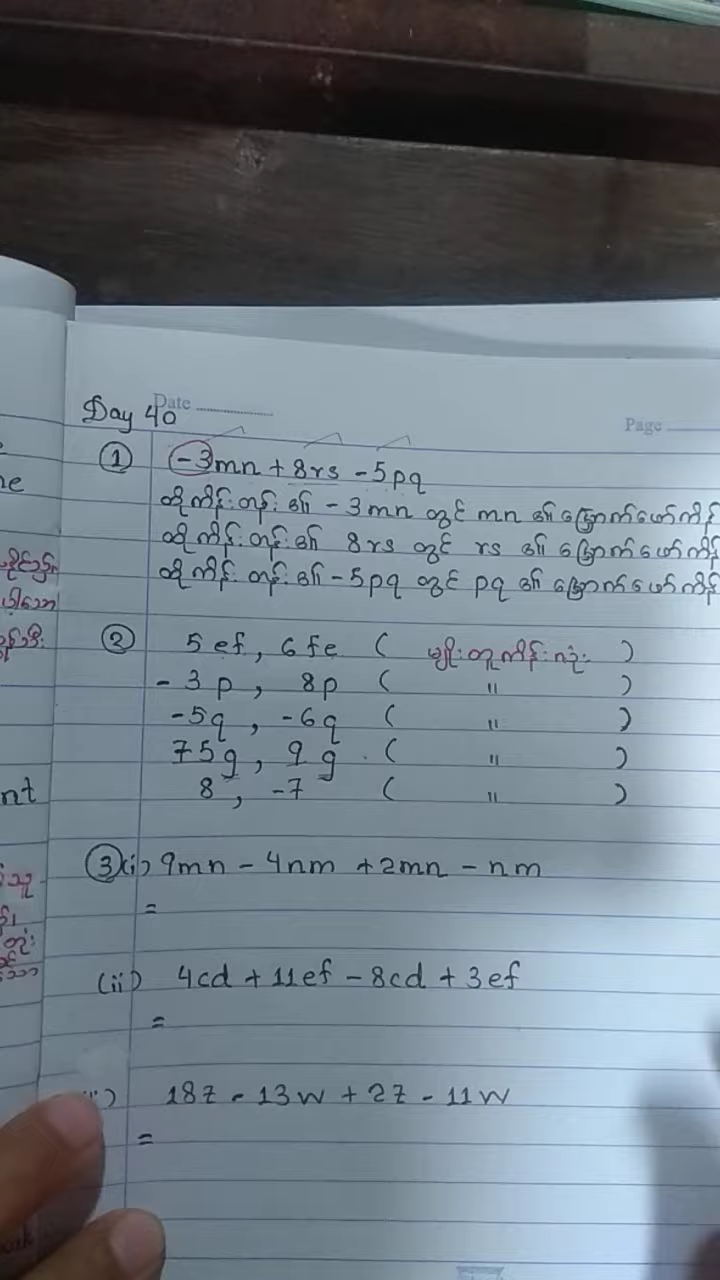 Date
Day 40
Page
① -3mn + 8rs - 5pq
ထိုကိန်းတန်း၏ - 3mn တွင် mn ၏ မြှောက်ဖော်ကိန်
ထိုကိန်းတန်း၏ 8rs တွင် rs ၏ မြှောက်ဖော်ကိန်
ထိုကိန်းတန်း၏ -5pq တွင် pq ၏ မြှောက်ဖော်ကိန်
② 5ef, 6fe ( မျိုးတူကိန်းလုံး )
-3p, 8p ( " )
-5q, -6q ( " )
75g, 9g ( " )
8, -7 ( " )
③ (i) 9mn - 4nm + 2mn - nm
=
(ii) 4cd + 11ef - 8cd + 3ef
=
18z - 13w + 2z - 11w
=
nt